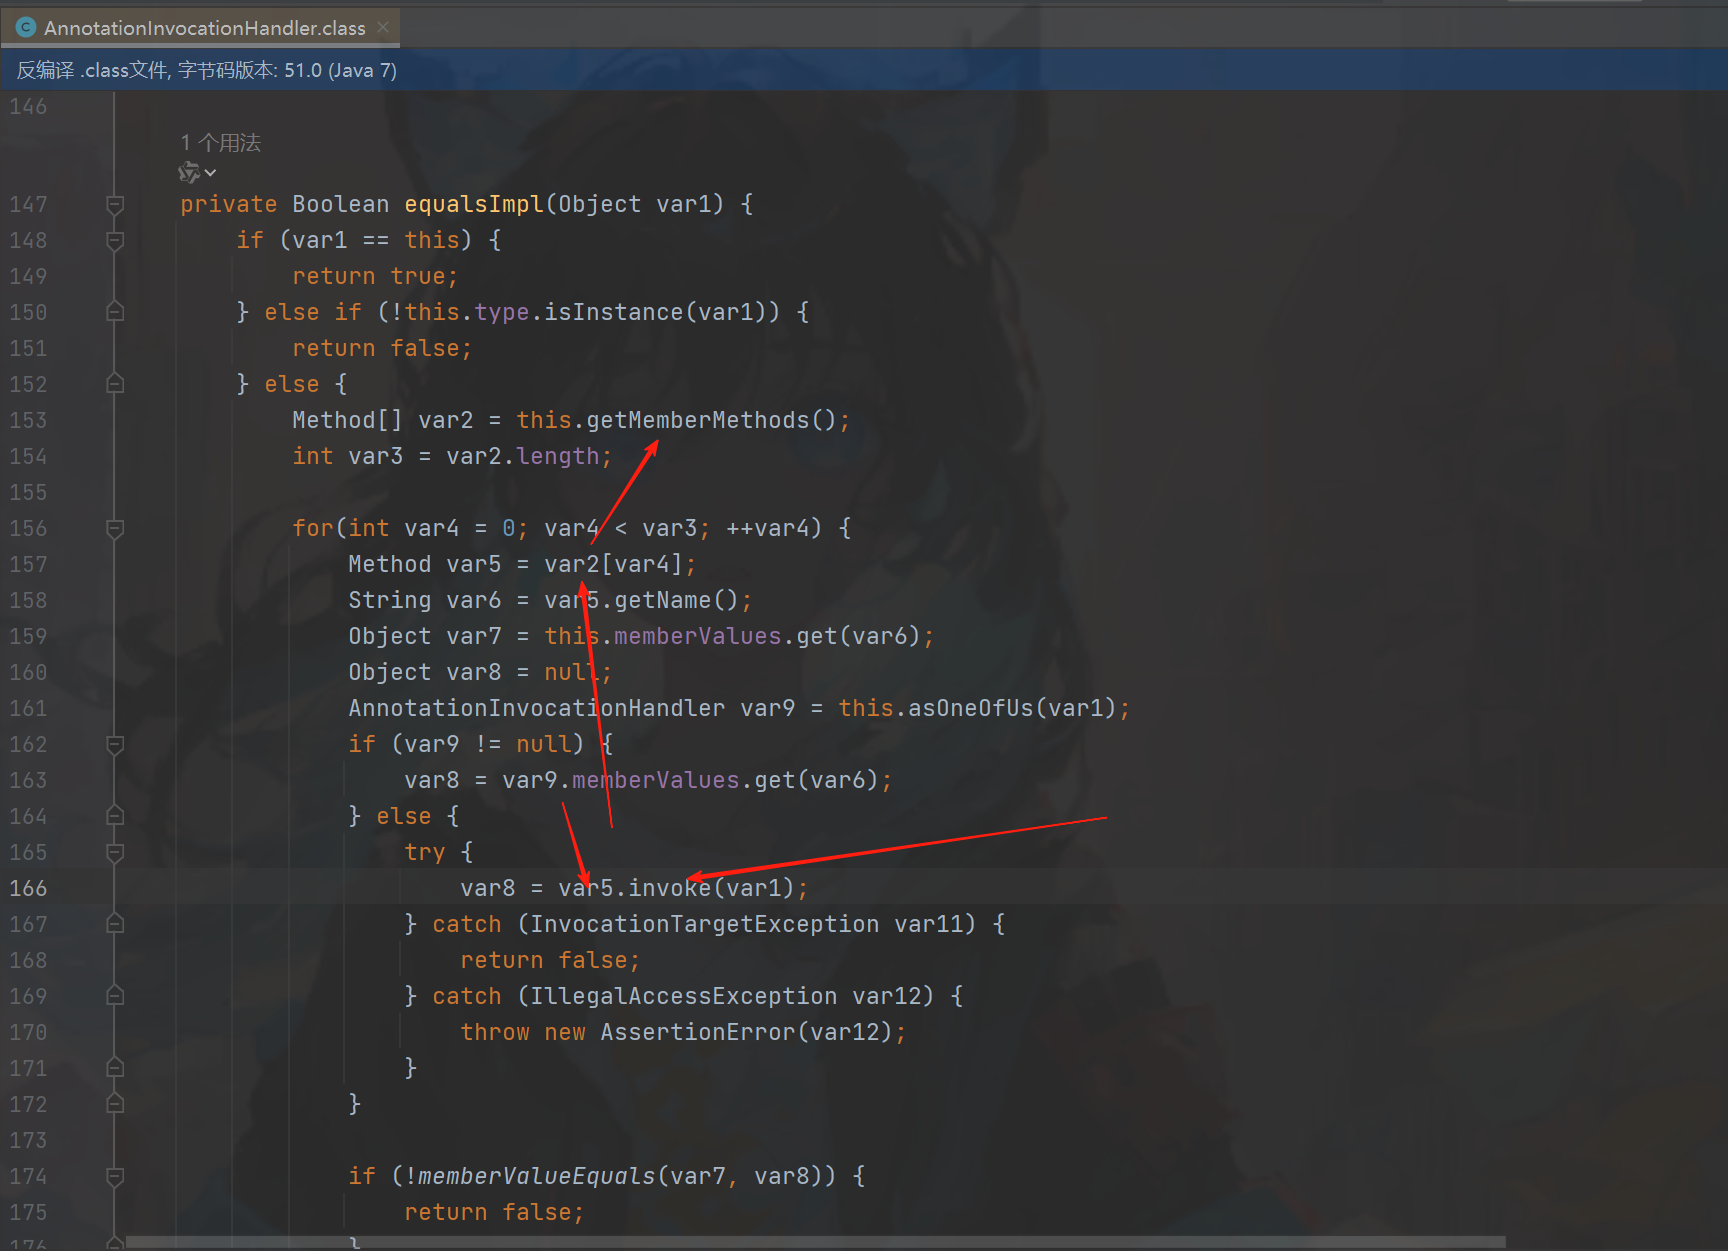 AnnotationInvocationHandler.class
反编译 .class文件, 字节码版本: 51.0 (Java 7)
146
1 个用法
147 private Boolean equalsImpl(Object var1) {
148 if (var1 == this) {
149 return true;
150 } else if (!this.type.isInstance(var1)) {
151 return false;
152 } else {
153 Method[] var2 = this.getMemberMethods();
154 int var3 = var2.length;
155
156 for(int var4 = 0; var4 < var3; ++var4) {
157 Method var5 = var2[var4];
158 String var6 = var5.getName();
159 Object var7 = this.memberValues.get(var6);
160 Object var8 = null;
161 AnnotationInvocationHandler var9 = this.asOneOfUs(var1);
162 if (var9 != null) {
163 var8 = var9.memberValues.get(var6);
164 } else {
165 try {
166 var8 = var5.invoke(var1);
167 } catch (InvocationTargetException var11) {
168 return false;
169 } catch (IllegalAccessException var12) {
170 throw new AssertionError(var12);
171 }
172 }
173
174 if (!memberValueEquals(var7, var8)) {
175 return false;
176 }